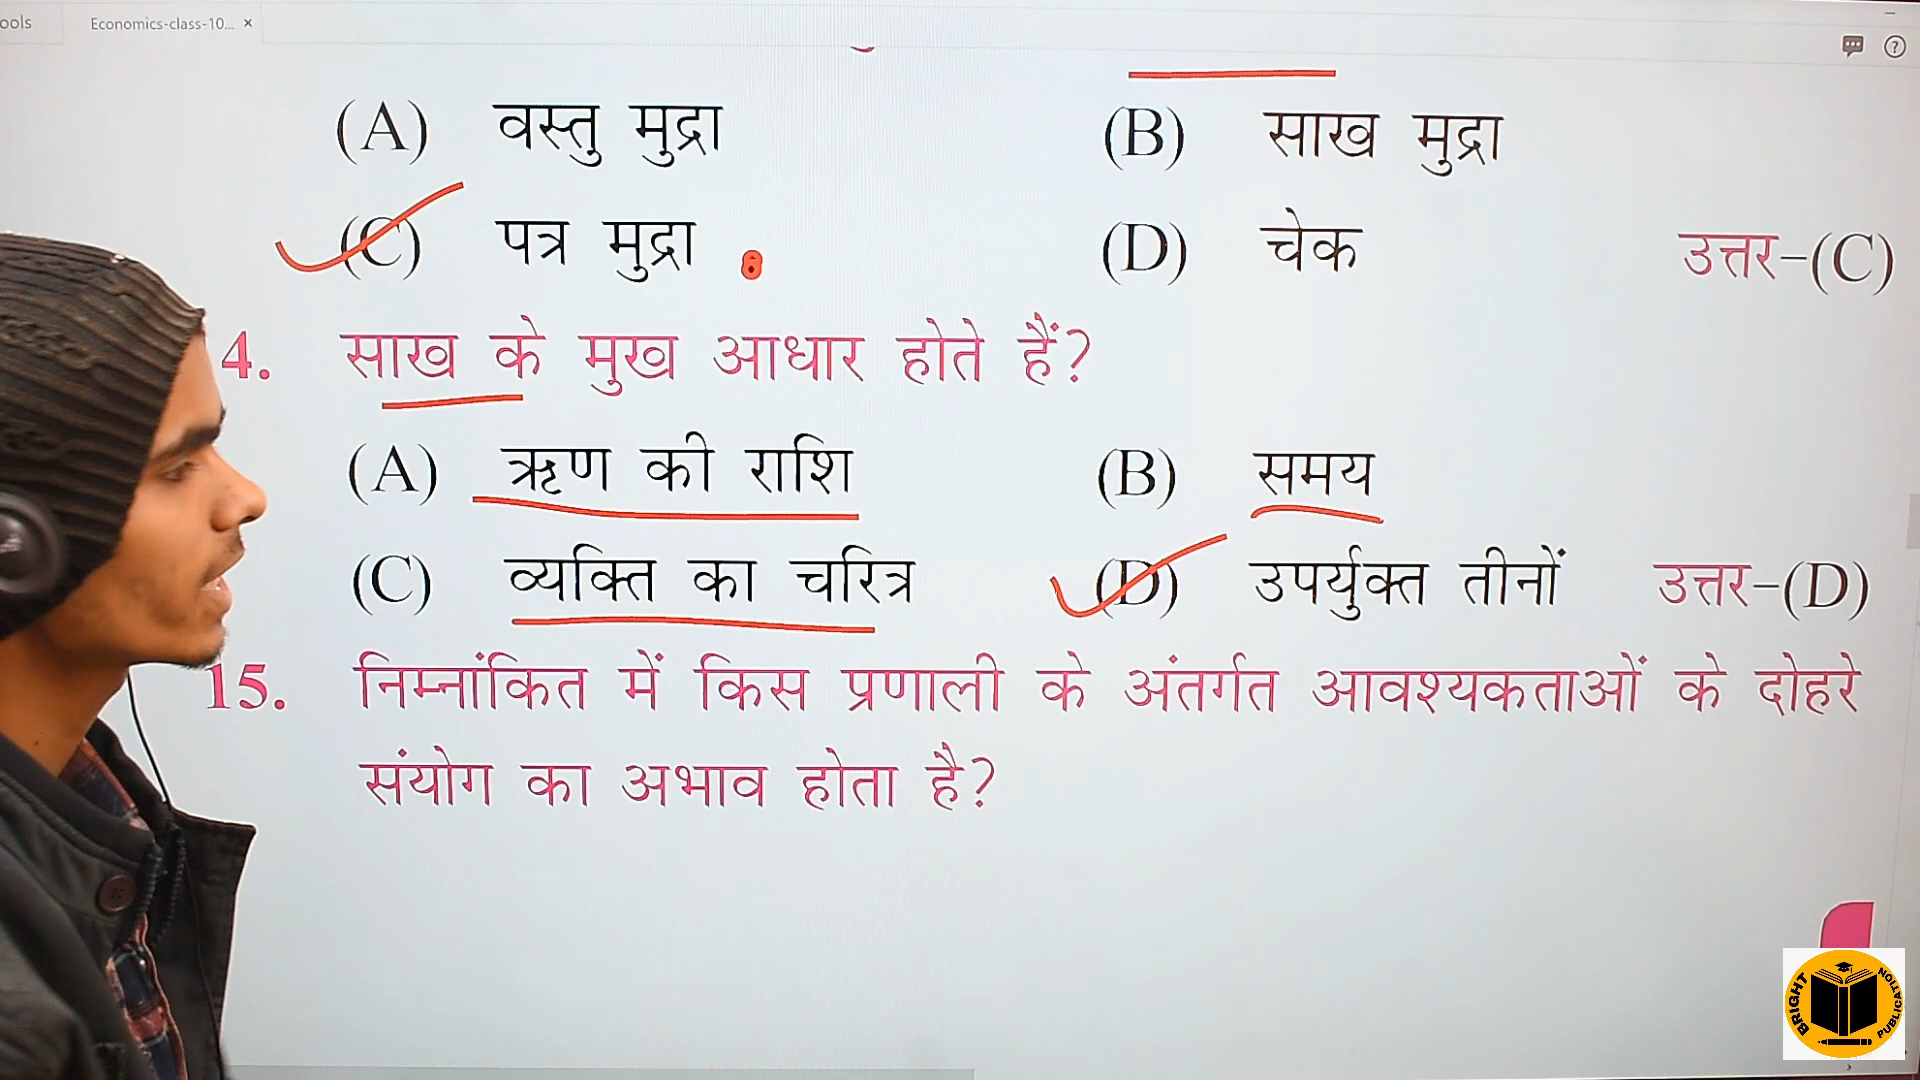 ools
Economics-class-10... ×
(A) वस्तु मुद्रा (B) साख मुद्रा
(C) पत्र मुद्रा (D) चेक उत्तर-(C)
4. साख के मुख आधार होते हैं?
(A) ऋण की राशि (B) समय
(C) व्यक्ति का चरित्र (D) उपर्युक्त तीनों उत्तर-(D)
15. निम्नांकित में किस प्रणाली के अंतर्गत आवश्यकताओं के दोहरे
संयोग का अभाव होता है?
BRIGHT PUBLICATION